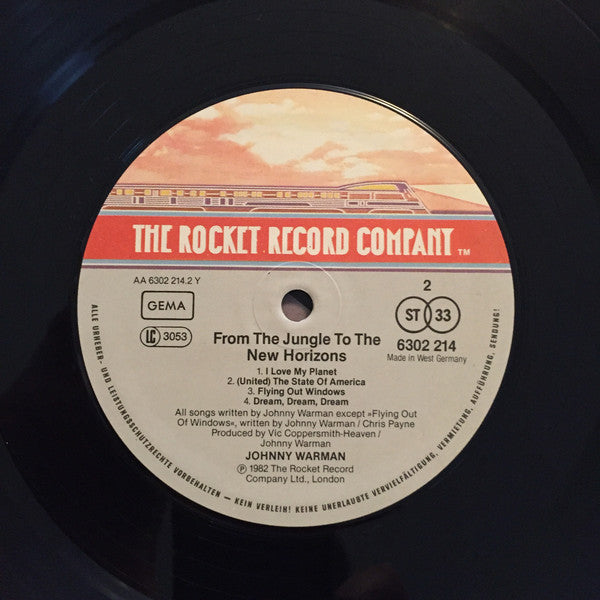 THE ROCKET RECORD COMPANY TM
AA 6302 214.2 Y
GEMA
LC 3053
2
ST 33
6302 214
Made in West Germany
From The Jungle To The
New Horizons
1. I Love My Planet
2. (United) The State Of America
3. Flying Out Windows
4. Dream, Dream, Dream
All songs written by Johnny Warman except »Flying Out
Of Windows«, written by Johnny Warman / Chris Payne
Produced by Vic Coppersmith-Heaven /
Johnny Warman
JOHNNY WARMAN
℗ 1982 The Rocket Record
Company Ltd., London
ALLE URHEBER- UND LEISTUNGSSCHUTZRECHTE VORBEHALTEN — KEIN VERLEIH! KEINE UNERLAUBTE VERVIELFÄLTIGUNG, VERMIETUNG, AUFFÜHRUNG, SENDUNG!